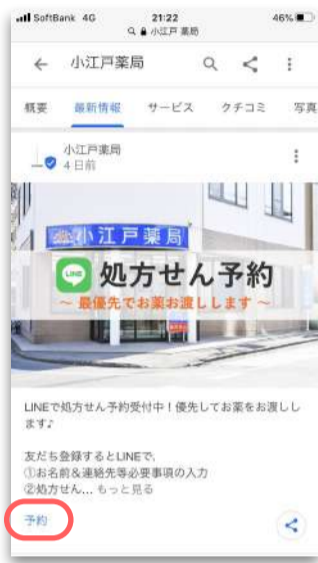 SoftBank 4G 21:22 46%
小江戸 薬局
小江戸薬局
概要 最新情報 サービス クチコミ 写真
小江戸薬局
4 日前
小江戸薬局
LINE 処方せん予約
～ 最優先でお薬お渡しします ～
LINEで処方せん予約受付中！優先してお薬をお渡しし
ます♪
友だち登録するとLINEで、
①お名前＆連絡先等必要事項の入力
②処方せん... もっと見る
予約